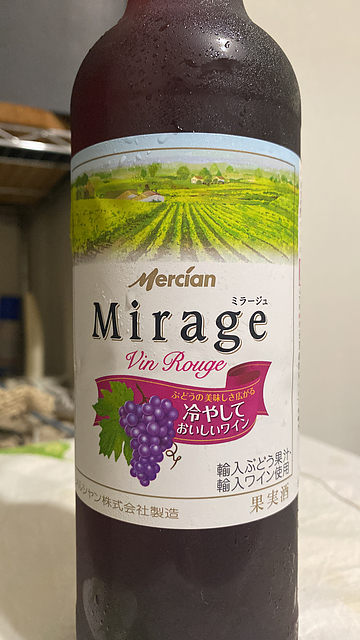 Mercian
ミラージュ
Mirage
Vin Rouge
ぶどうの美味しさ広がる
冷やして
おいしいワイン
輸入ぶどう果汁、
輸入ワイン使用
果実酒
ルシャン株式会社製造